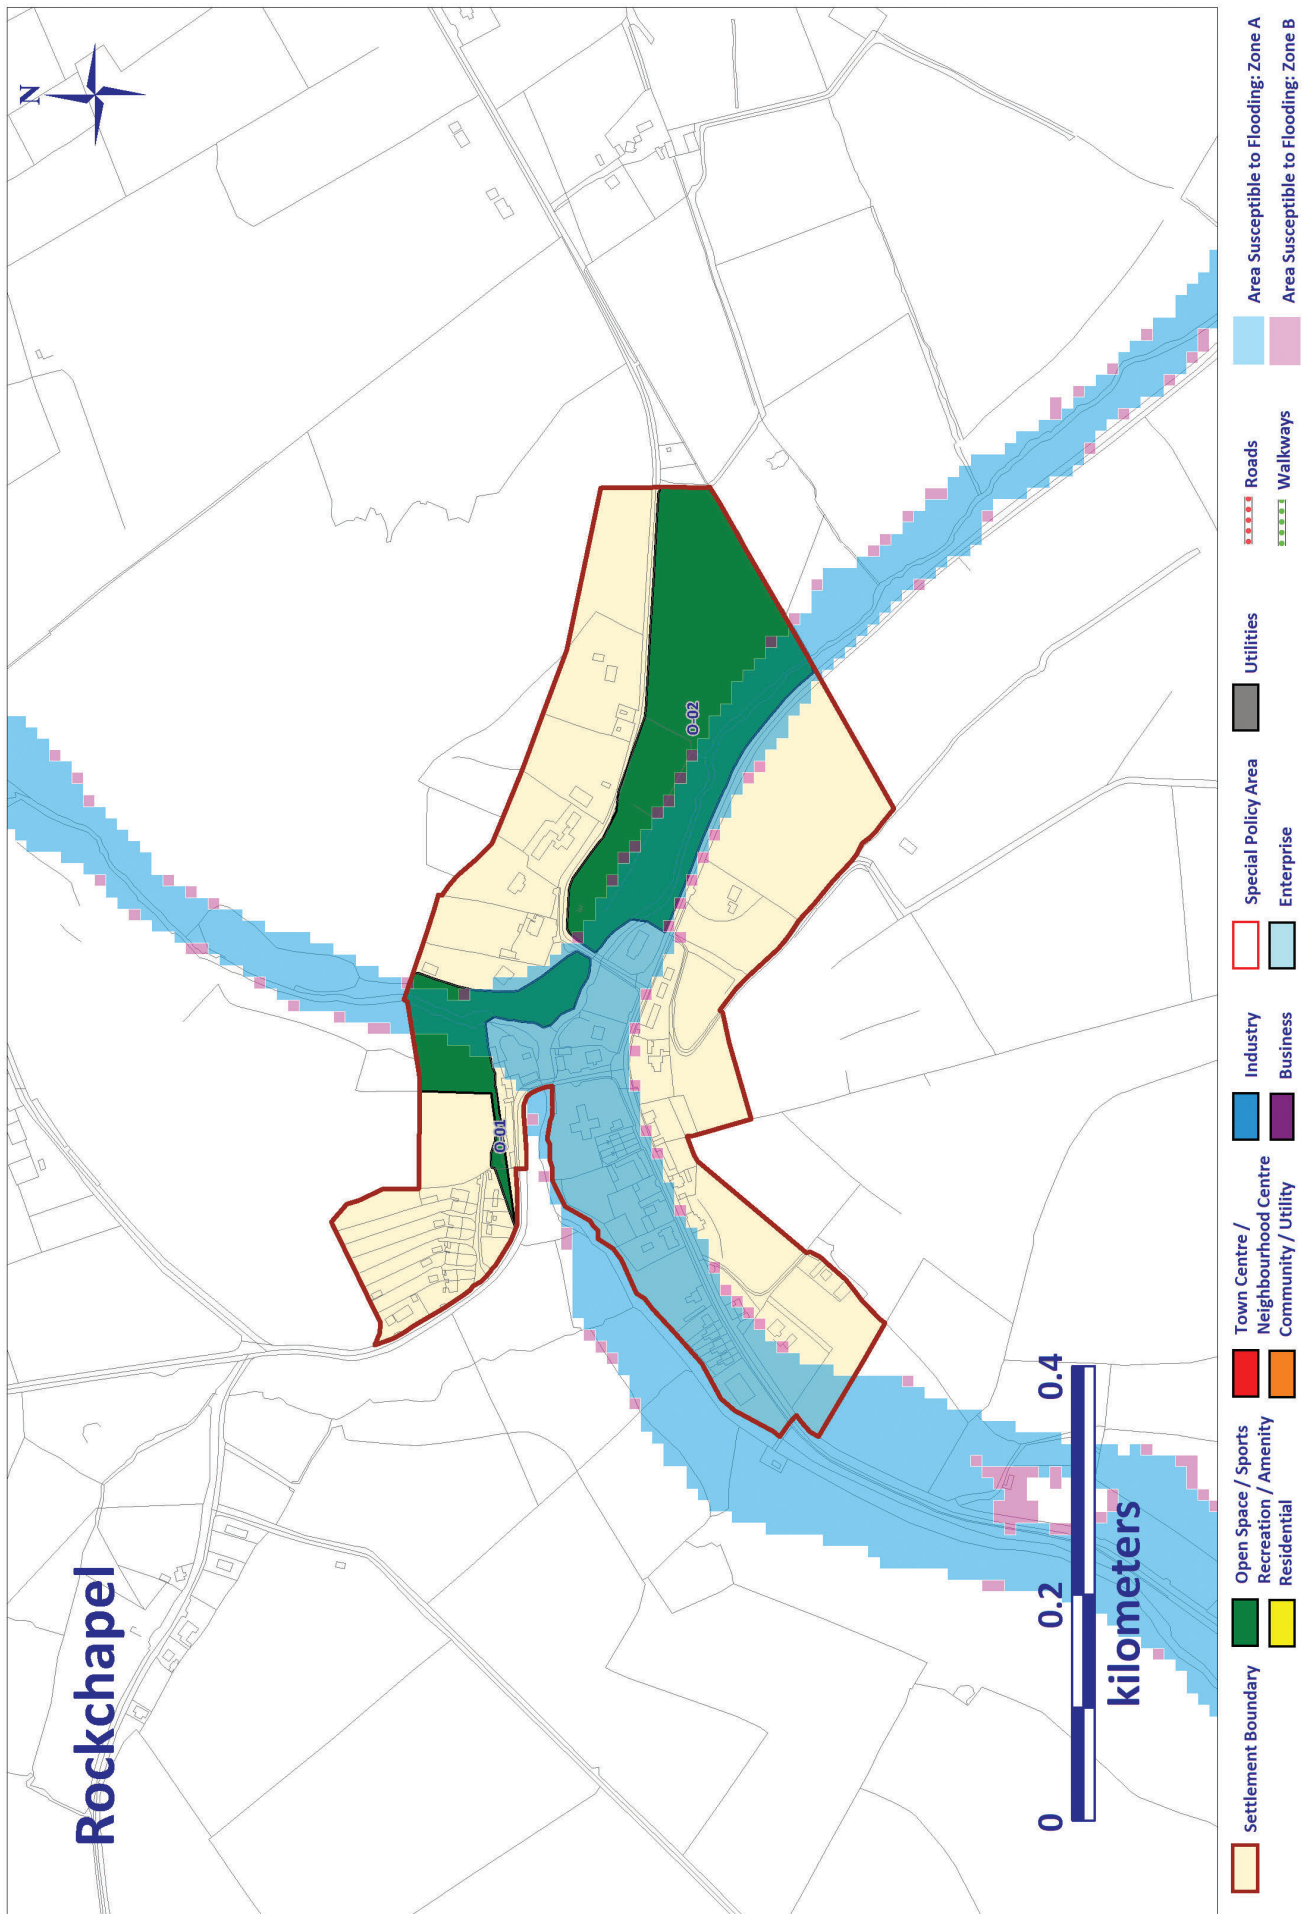 Rockchapel
N
O-01
O-02
0 0.2 0.4
kilometers
Settlement Boundary
Open Space / Sports
Recreation / Amenity
Residential
Town Centre /
Neighbourhood Centre
Community / Utility
Industry
Business
Special Policy Area
Enterprise
Utilities
Roads
Walkways
Area Susceptible to Flooding: Zone A
Area Susceptible to Flooding: Zone B